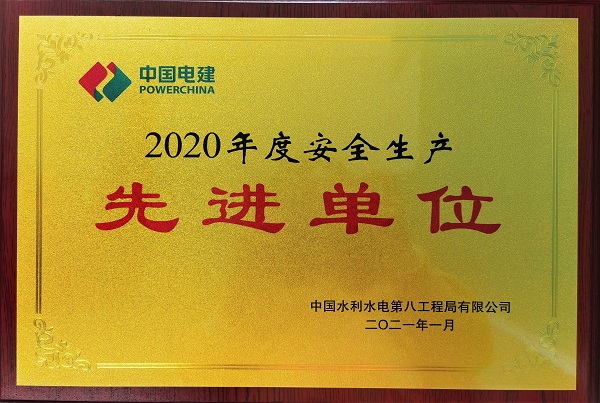 中国电建
POWERCHINA
2020年度安全生产
先进单位
中国水利水电第八工程局有限公司
二〇二一年一月